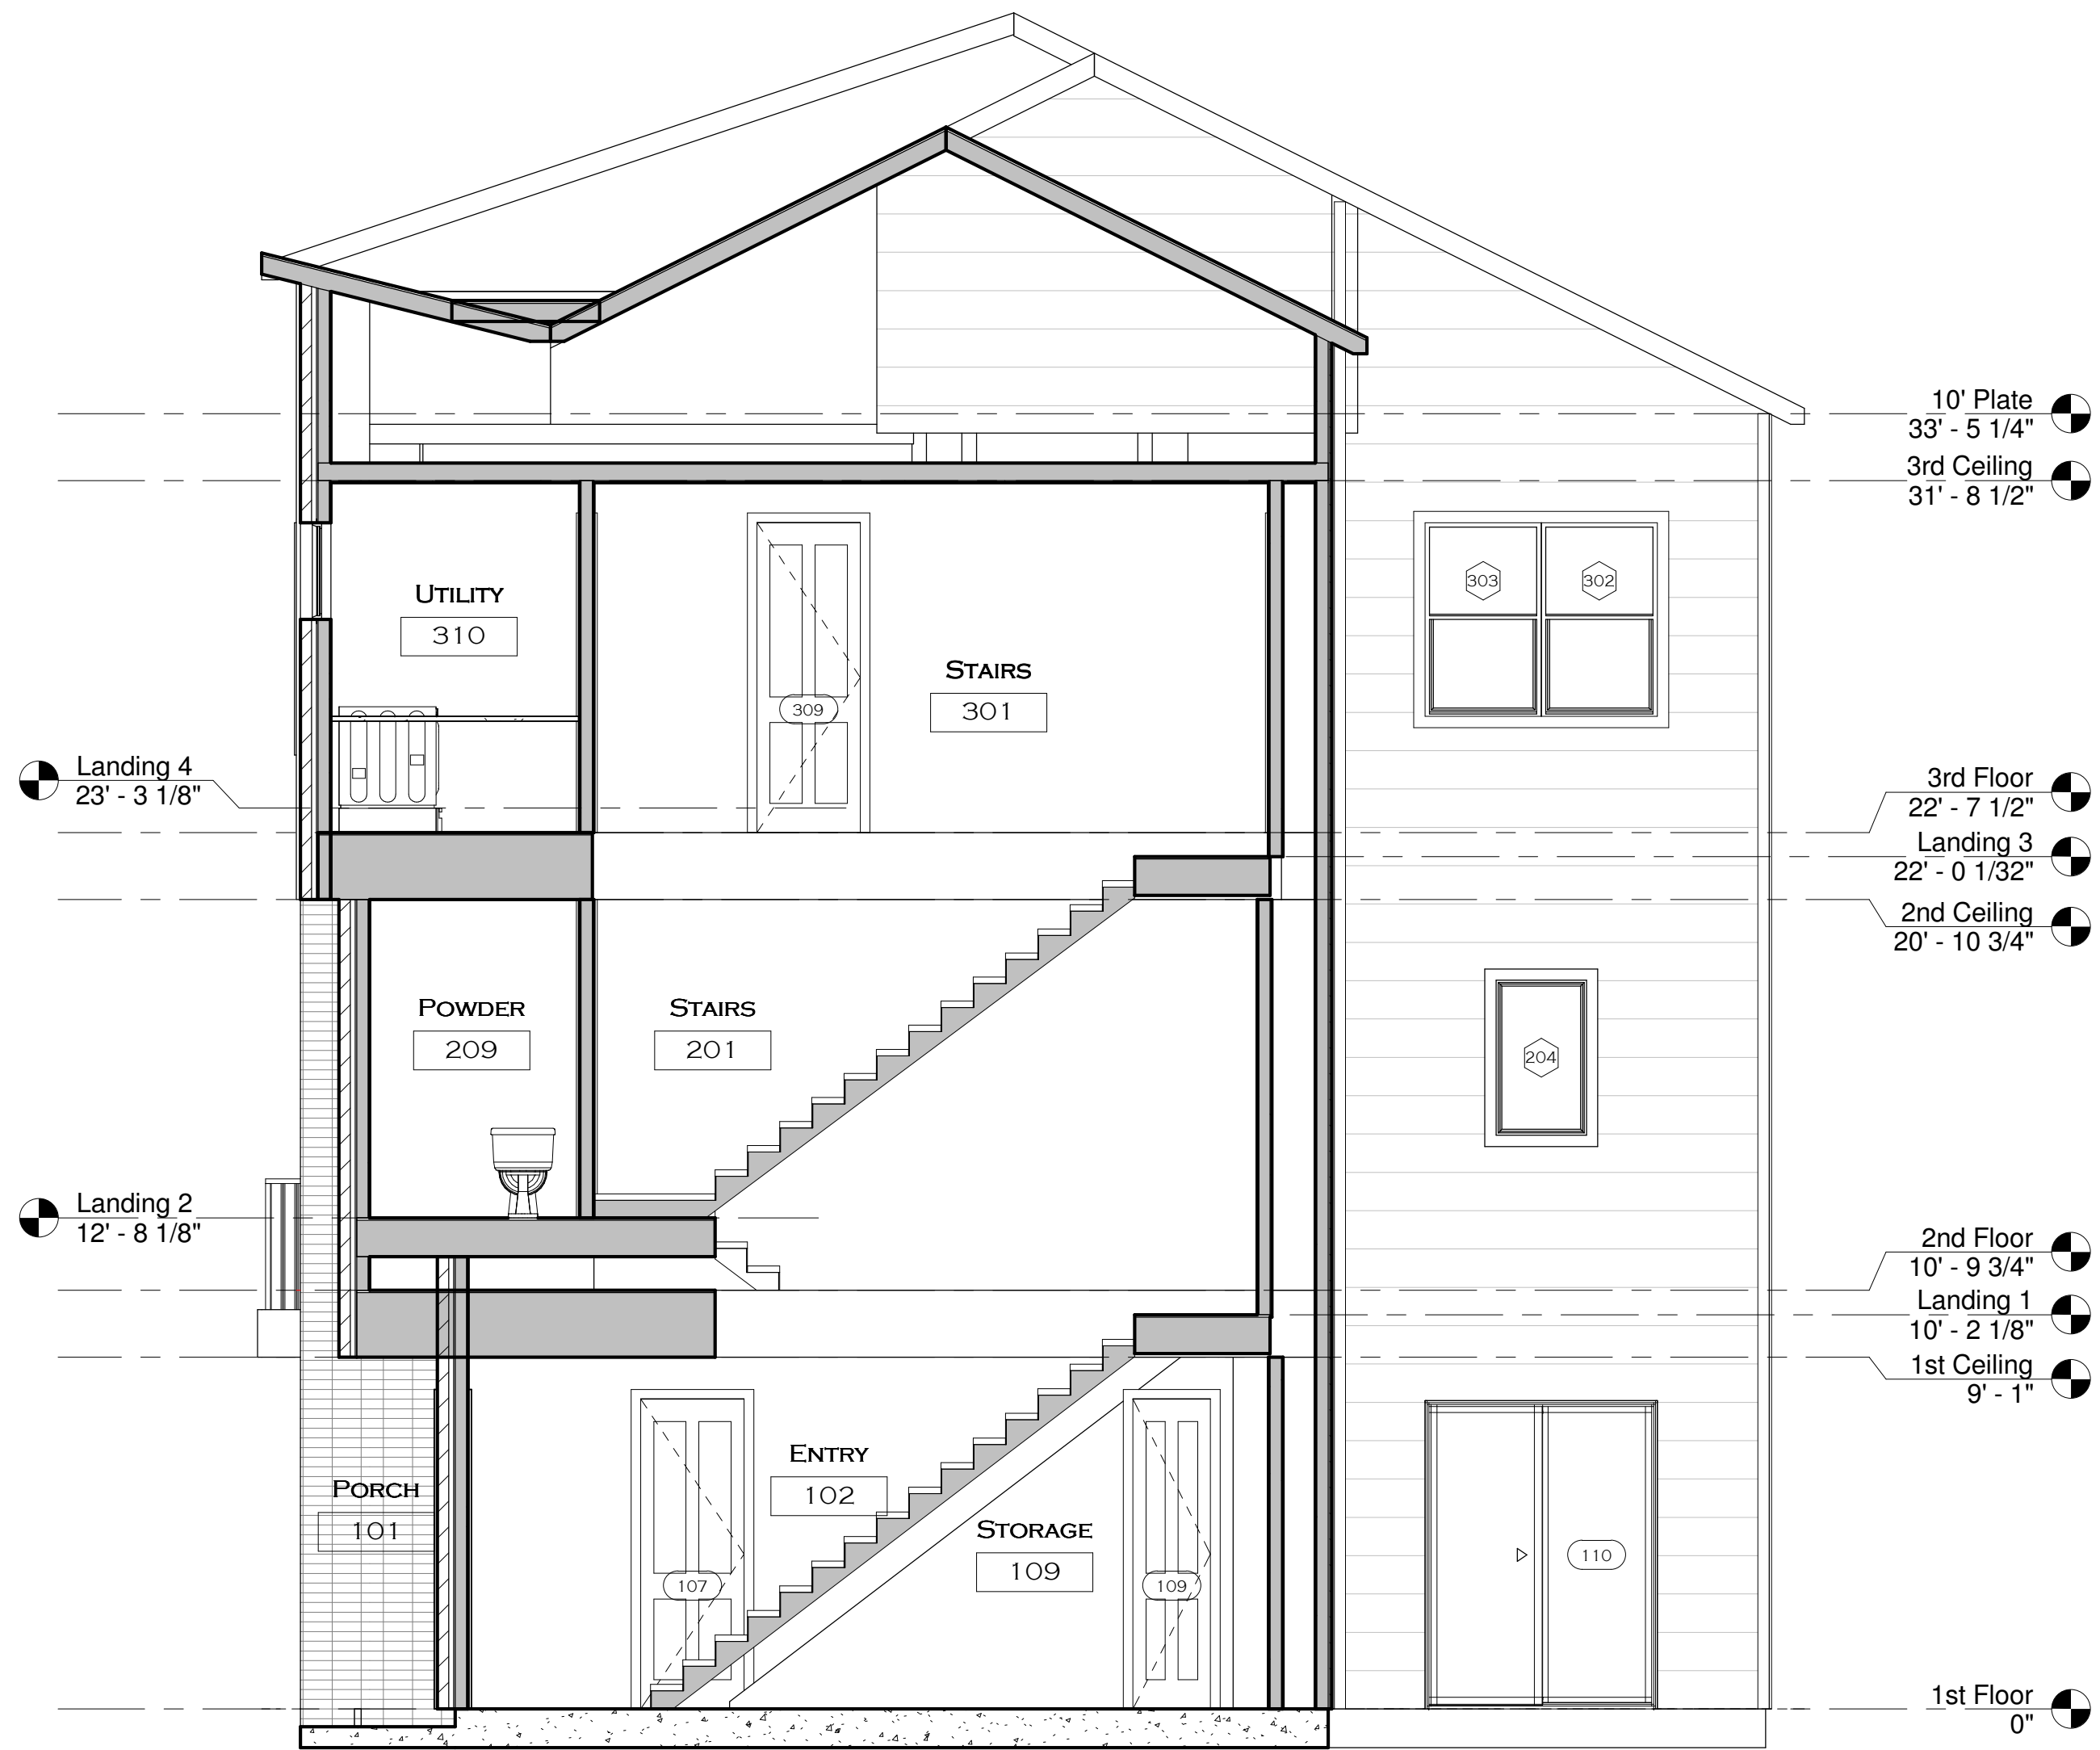 10' Plate
33' - 5 1/4"
3rd Ceiling
31' - 8 1/2"
303
302
UTILITY
310
STAIRS
301
309
Landing 4
23' - 3 1/8"
3rd Floor
22' - 7 1/2"
Landing 3
22' - 0 1/32"
2nd Ceiling
20' - 10 3/4"
POWDER
209
STAIRS
201
204
Landing 2
12' - 8 1/8"
2nd Floor
10' - 9 3/4"
Landing 1
10' - 2 1/8"
1st Ceiling
9' - 1"
ENTRY
102
PORCH
101
STORAGE
109
107
109
110
1st Floor
0"